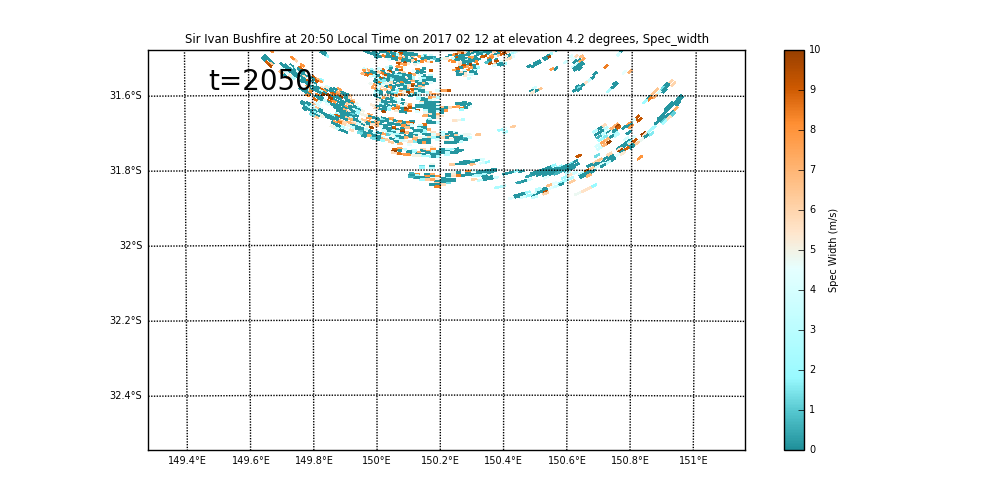 Sir Ivan Bushfire at 20:50 Local Time on 2017 02 12 at elevation 4.2 degrees, Spec_width
t=2050
31.6°S
31.8°S
32°S
32.2°S
32.4°S
149.4°E 149.6°E 149.8°E 150°E 150.2°E 150.4°E 150.6°E 150.8°E 151°E
10
9
8
7
6
5
4
3
2
1
0
Spec Width (m/s)